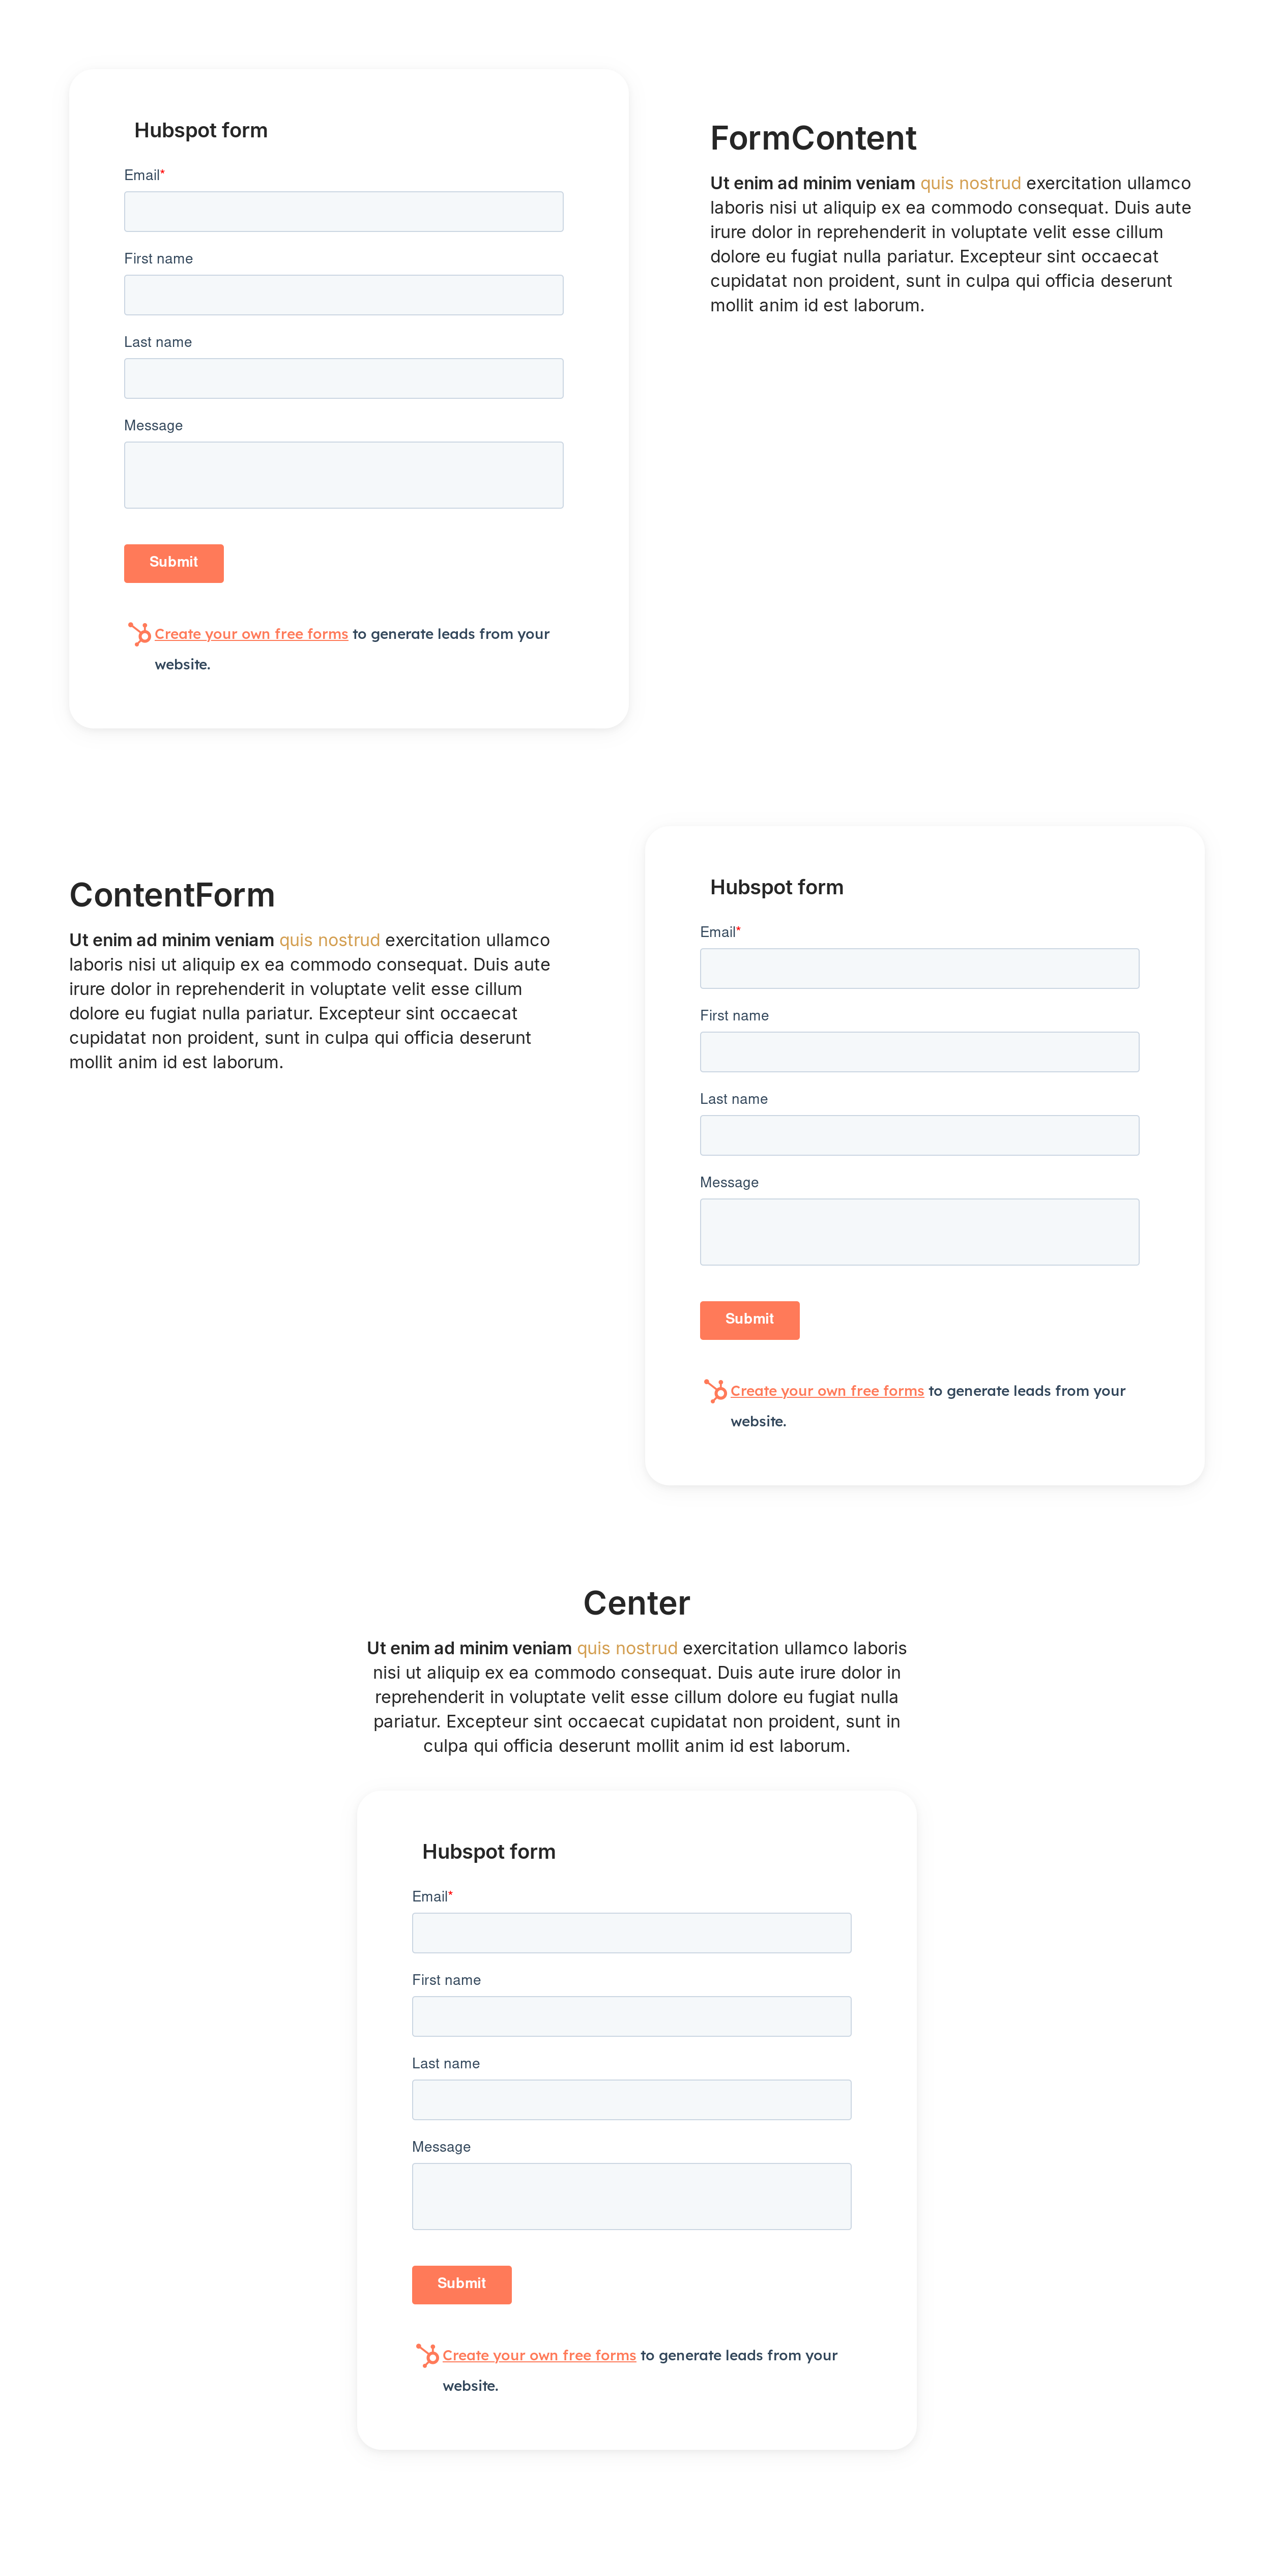 Hubspot form
Email*
First name
Last name
Message
Submit
Create your own free forms to generate leads from your
website.
FormContent
Ut enim ad minim veniam quis nostrud exercitation ullamco
laboris nisi ut aliquip ex ea commodo consequat. Duis aute
irure dolor in reprehenderit in voluptate velit esse cillum
dolore eu fugiat nulla pariatur. Excepteur sint occaecat
cupidatat non proident, sunt in culpa qui officia deserunt
mollit anim id est laborum.
ContentForm
Ut enim ad minim veniam quis nostrud exercitation ullamco
laboris nisi ut aliquip ex ea commodo consequat. Duis aute
irure dolor in reprehenderit in voluptate velit esse cillum
dolore eu fugiat nulla pariatur. Excepteur sint occaecat
cupidatat non proident, sunt in culpa qui officia deserunt
mollit anim id est laborum.
Hubspot form
Email*
First name
Last name
Message
Submit
Create your own free forms to generate leads from your
website.
Center
Ut enim ad minim veniam quis nostrud exercitation ullamco laboris
nisi ut aliquip ex ea commodo consequat. Duis aute irure dolor in
reprehenderit in voluptate velit esse cillum dolore eu fugiat nulla
pariatur. Excepteur sint occaecat cupidatat non proident, sunt in
culpa qui officia deserunt mollit anim id est laborum.
Hubspot form
Email*
First name
Last name
Message
Submit
Create your own free forms to generate leads from your
website.